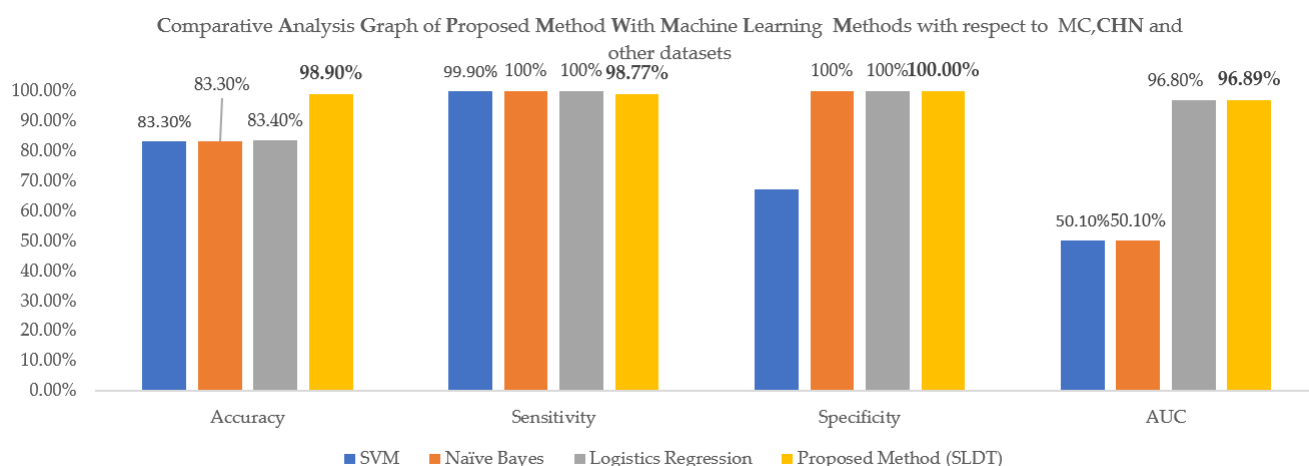 Comparative Analysis Graph of Proposed Method With Machine Learning Methods with respect to MC,CHN and
other datasets
100.00%
90.00%
80.00%
70.00%
60.00%
50.00%
40.00%
30.00%
20.00%
10.00%
0.00%
83.30%
83.30%
83.40%
98.90%
99.90%
100%
100%
98.77%
100%
100%
100.00%
50.10%
50.10%
96.80%
96.89%
Accuracy
Sensitivity
Specificity
AUC
SVM
Naïve Bayes
Logistics Regression
Proposed Method (SLDT)